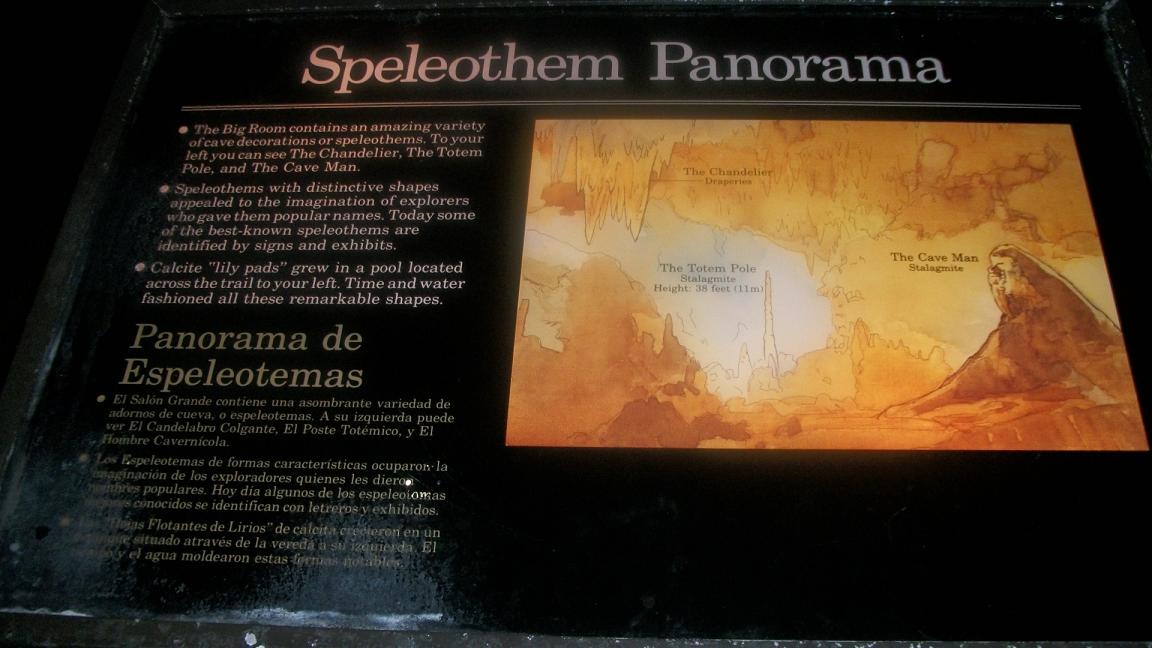 Speleothem Panorama
● The Big Room contains an amazing variety
of cave decorations or speleothems. To your
left you can see The Chandelier, The Totem
Pole, and The Cave Man.
● Speleothems with distinctive shapes
appealed to the imagination of explorers
who gave them popular names. Today some
of the best-known speleothems are
identified by signs and exhibits.
● Calcite "lily pads" grew in a pool located
across the trail to your left. Time and water
fashioned all these remarkable shapes.
Panorama de
Espeleotemas
● El Salón Grande contiene una asombrante variedad de
adornos de cueva, o espeleotemas. A su izquierda puede
ver El Candelabro Colgante, El Poste Totémico, y El
Hombre Cavernícola.
● Los Espeleotemas de formas características ocuparon la
imaginación de los exploradores quienes les dieron
nombres populares. Hoy día algunos de los espeleotemas
conocidos se identifican con letreros y exhibidos.
● Flotantes de Lirios" de calcita crecieron en un
situado através de la vereda a su izquierda. El
y el agua moldearon estas formas notables.
The Chandelier
Draperies
The Totem Pole
Stalagmite
Height: 38 feet (11m)
The Cave Man
Stalagmite